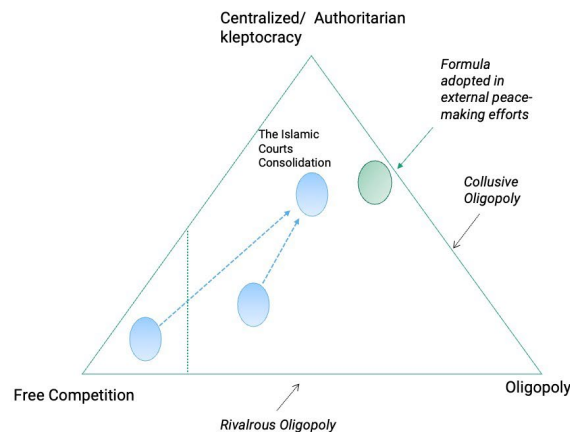 Centralized/ Authoritarian
kleptocracy
Formula
adopted in
external peace-
making efforts
The Islamic
Courts
Consolidation
Collusive
Oligopoly
Free Competition
Oligopoly
Rivalrous Oligopoly